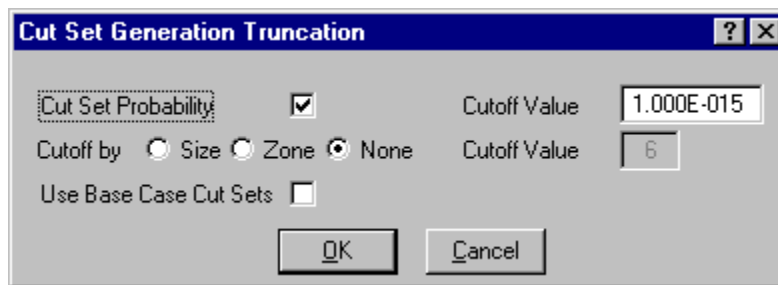 Cut Set Generation Truncation ? X
Cut Set Probability Cutoff Value 1.000E-015
Cutoff by Size Zone None Cutoff Value 6
Use Base Case Cut Sets
OK Cancel